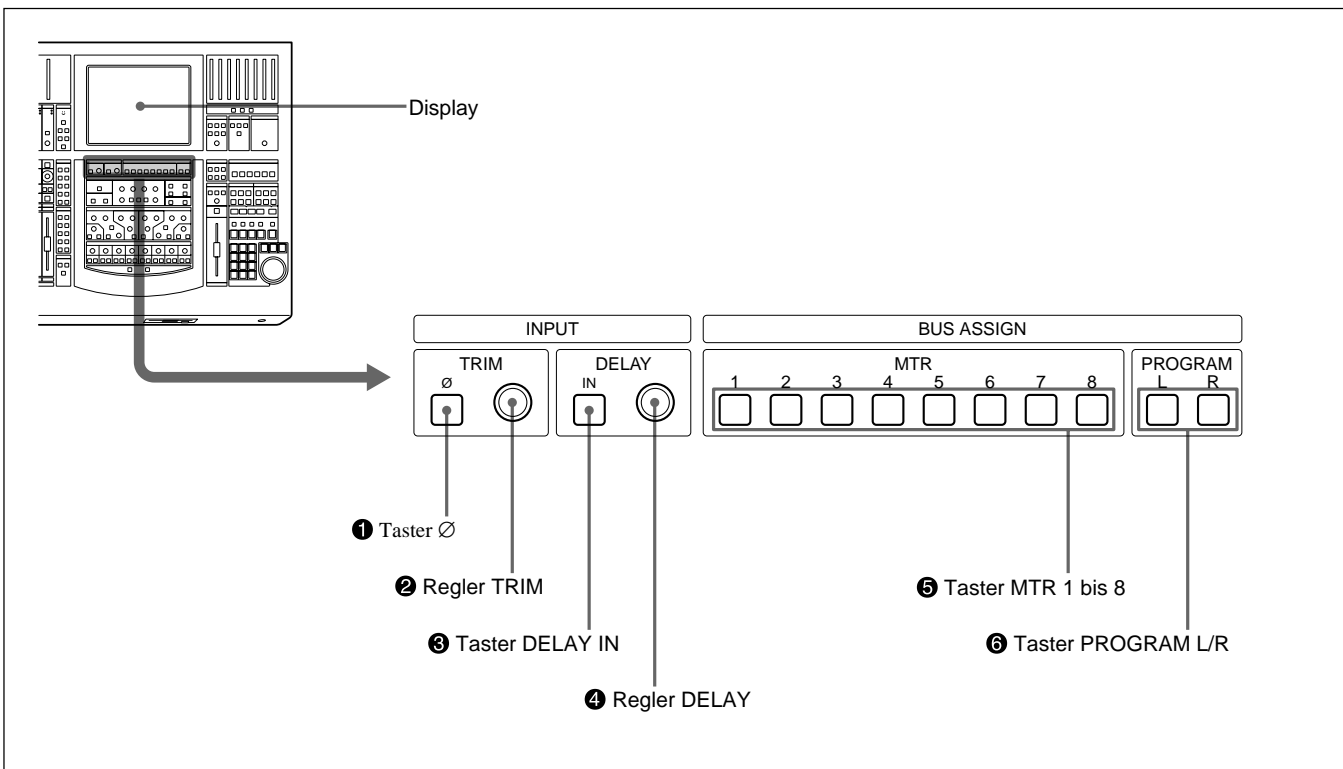 Display
INPUT
BUS ASSIGN
TRIM
DELAY
MTR
PROGRAM
Ø
IN
1 2 3 4 5 6 7 8
L R
❶ Taster ∅
❷ Regler TRIM
❺ Taster MTR 1 bis 8
❸ Taster DELAY IN
❻ Taster PROGRAM L/R
❹ Regler DELAY